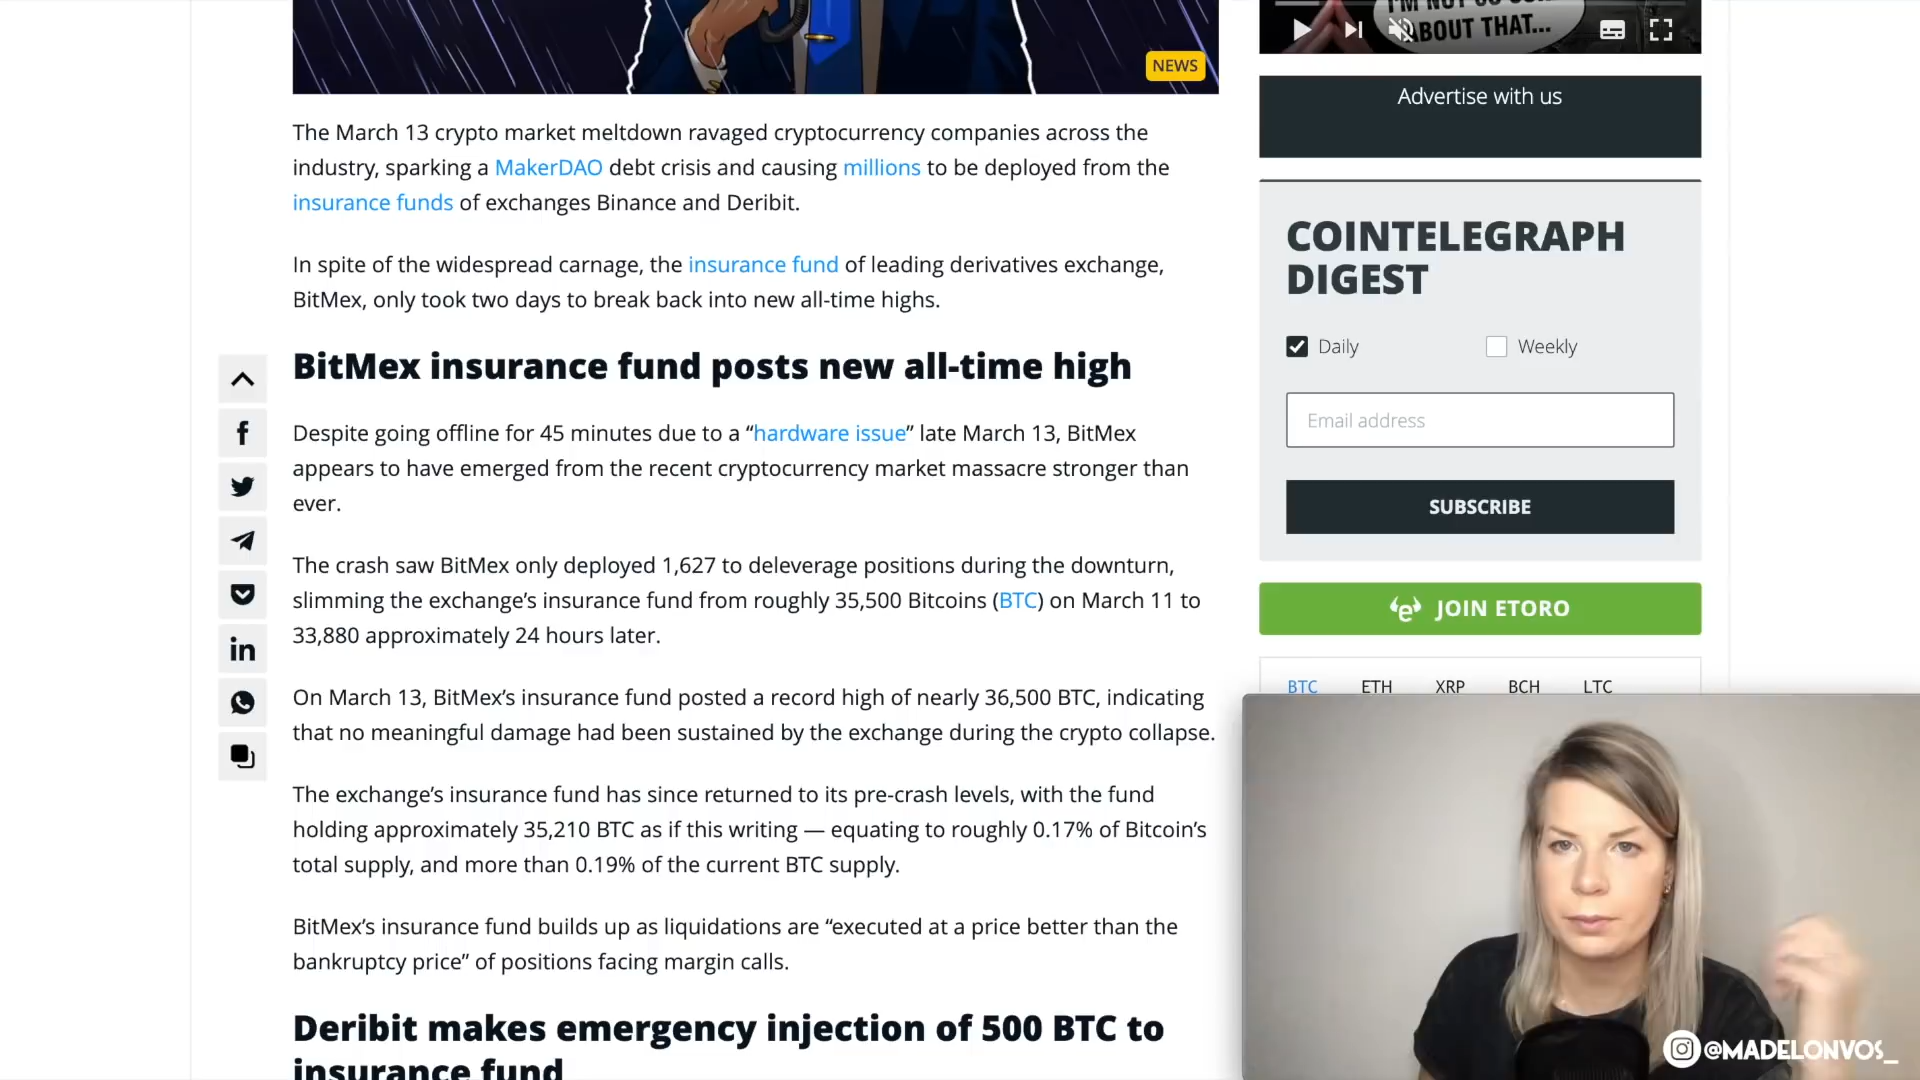 I'M NOT SO
ABOUT THAT...
NEWS
The March 13 crypto market meltdown ravaged cryptocurrency companies across the
industry, sparking a MakerDAO debt crisis and causing millions to be deployed from the
insurance funds of exchanges Binance and Deribit.
In spite of the widespread carnage, the insurance fund of leading derivatives exchange,
BitMex, only took two days to break back into new all-time highs.
BitMex insurance fund posts new all-time high
Despite going offline for 45 minutes due to a “hardware issue” late March 13, BitMex
appears to have emerged from the recent cryptocurrency market massacre stronger than
ever.
The crash saw BitMex only deployed 1,627 to deleverage positions during the downturn,
slimming the exchange’s insurance fund from roughly 35,500 Bitcoins (BTC) on March 11 to
33,880 approximately 24 hours later.
On March 13, BitMex’s insurance fund posted a record high of nearly 36,500 BTC, indicating
that no meaningful damage had been sustained by the exchange during the crypto collapse.
The exchange’s insurance fund has since returned to its pre-crash levels, with the fund
holding approximately 35,210 BTC as if this writing — equating to roughly 0.17% of Bitcoin’s
total supply, and more than 0.19% of the current BTC supply.
BitMex’s insurance fund builds up as liquidations are “executed at a price better than the
bankruptcy price” of positions facing margin calls.
Deribit makes emergency injection of 500 BTC to
insurance fund
Advertise with us
COINTELEGRAPH
DIGEST
Daily
Weekly
Email address
SUBSCRIBE
JOIN ETORO
BTC ETH XRP BCH LTC
@MADELONVOS_